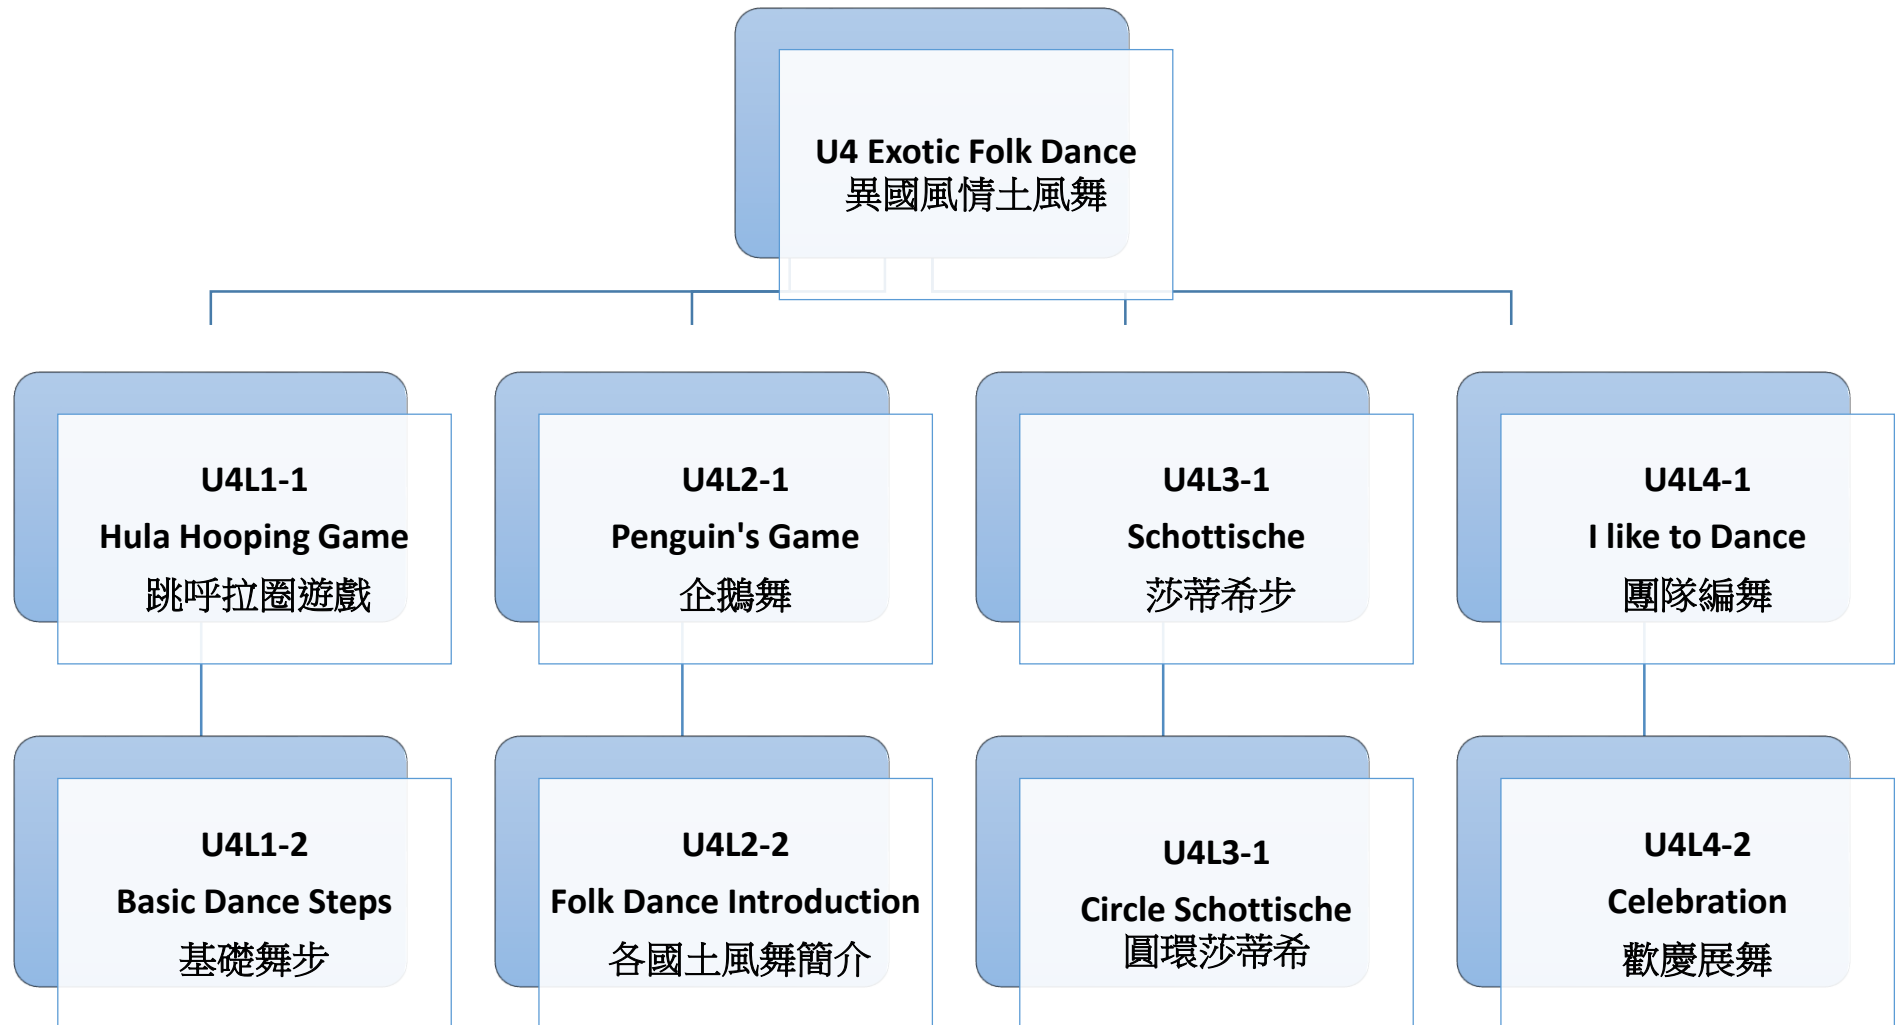 U4 Exotic Folk Dance
異國風情土風舞
U4L1-1
Hula Hooping Game
跳呼拉圈遊戲
U4L2-1
Penguin's Game
企鵝舞
U4L3-1
Schottische
莎蒂希步
U4L4-1
I like to Dance
團隊編舞
U4L1-2
Basic Dance Steps
基礎舞步
U4L2-2
Folk Dance Introduction
各國土風舞簡介
U4L3-1
Circle Schottische
圓環莎蒂希
U4L4-2
Celebration
歡慶展舞